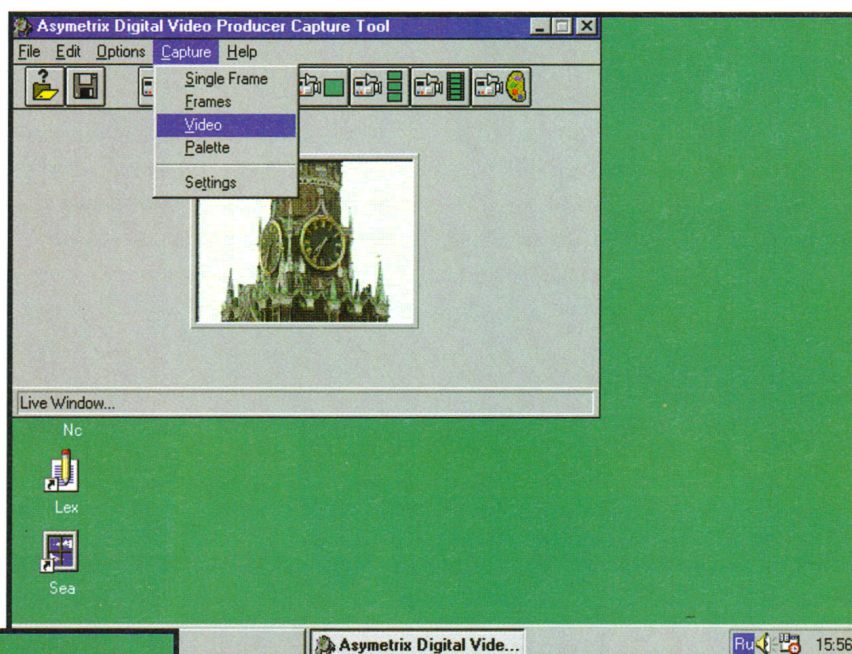 Asymetrix Digital Video Producer Capture Tool
File Edit Options Capture Help
Single Frame
Frames
Video
Palette
Settings
Live Window...
Nc
Lex
Sea
Asymetrix Digital Vide...
Ru 15:56